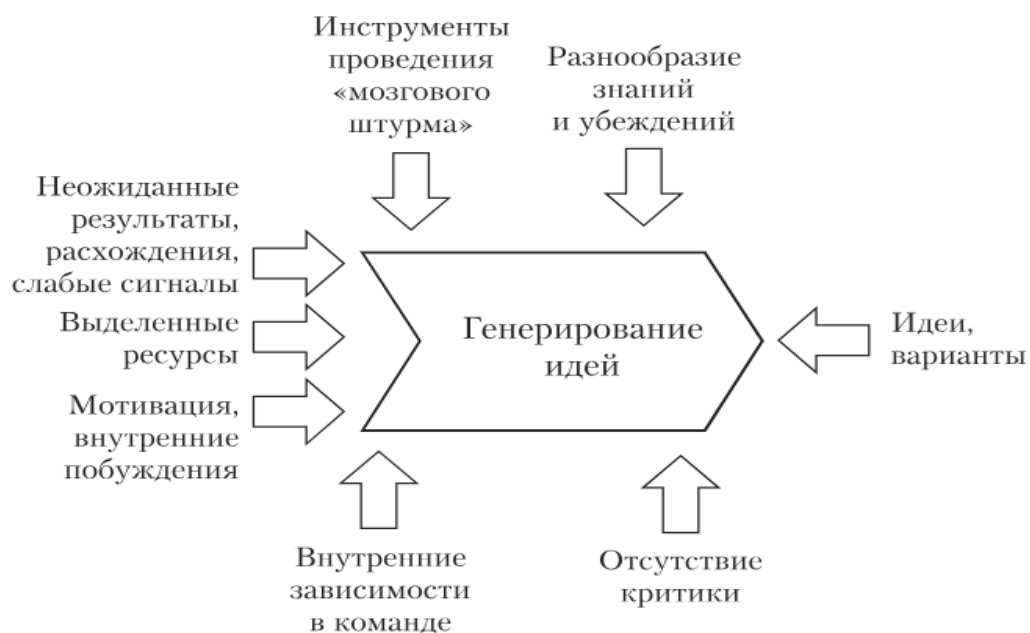 Инструменты
проведения
«мозгового
штурма»
Разнообразие
знаний
и убеждений
Неожиданные
результаты,
расхождения,
слабые сигналы
Выделенные
ресурсы
Мотивация,
внутренние
побуждения
Генерирование
идей
Идеи,
варианты
Внутренние
зависимости
в команде
Отсутствие
критики